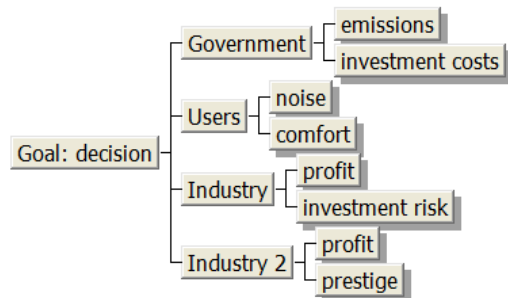 emissions
Government
investment costs
noise
Users
comfort
Goal: decision
profit
Industry
investment risk
profit
Industry 2
prestige